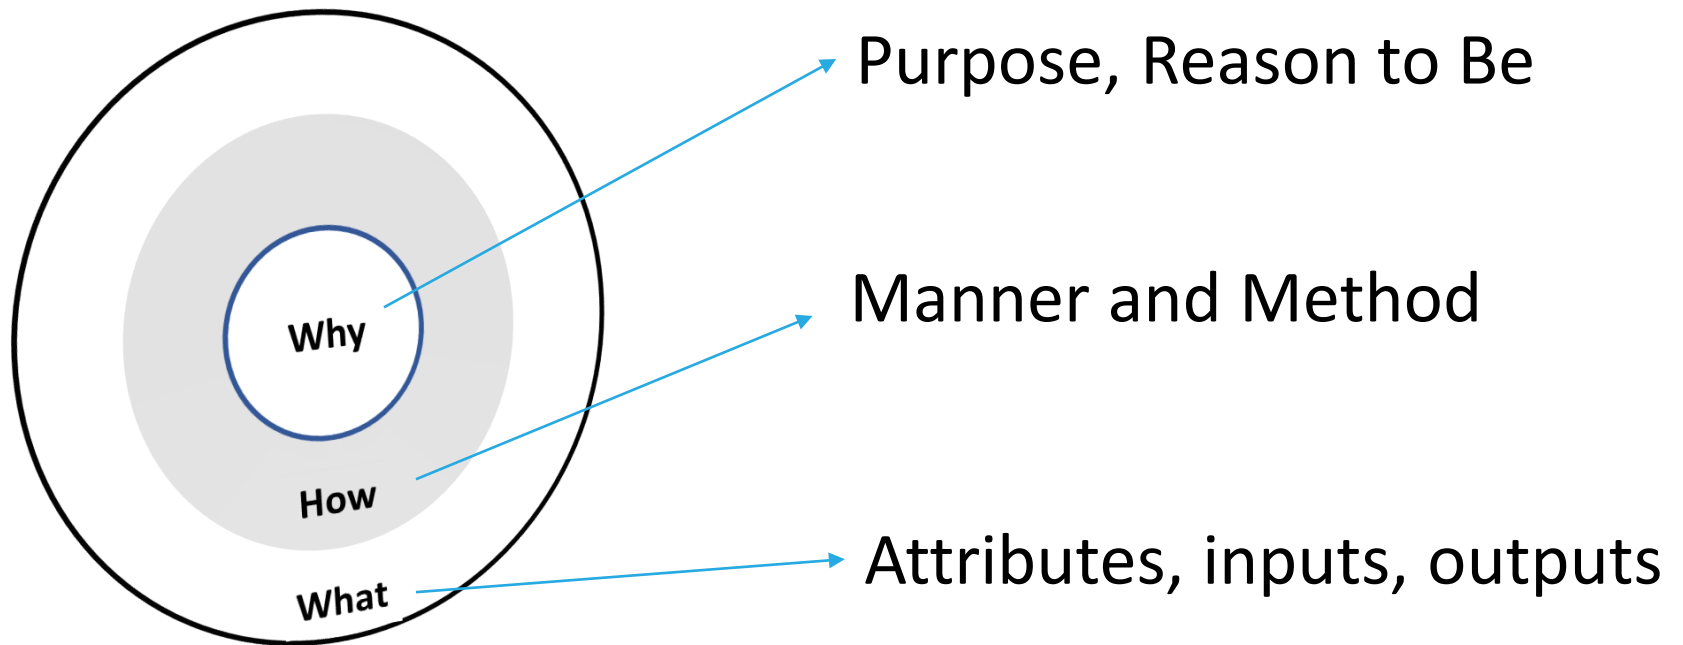 Purpose, Reason to Be
Manner and Method
Why
How
Attributes, inputs, outputs
What